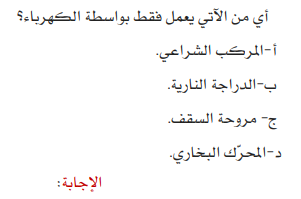 أي من الآتي يعمل فقط بواسطة الكهرباء؟
أ-المركب الشراعي.
ب-الدراجة النارية.
ج- مروحة السقف.
د-المحرّك البخاري.
الإجابة: